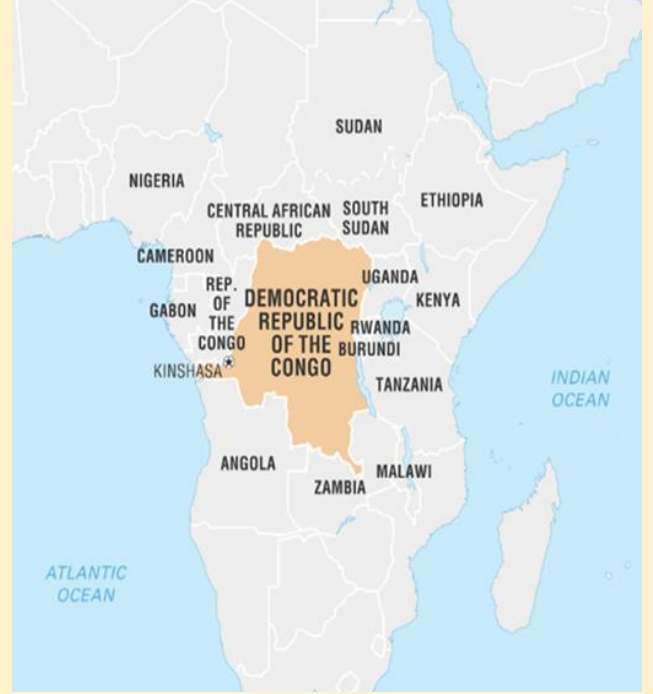 SUDAN
NIGERIA
ETHIOPIA
CENTRAL AFRICAN
REPUBLIC
SOUTH
SUDAN
CAMEROON
UGANDA
REP.
OF
THE
CONGO
GABON
DEMOCRATIC
REPUBLIC
OF THE
CONGO
KENYA
RWANDA
BURUNDI
KINSHASA
TANZANIA
INDIAN
OCEAN
ANGOLA
MALAWI
ZAMBIA
ATLANTIC
OCEAN